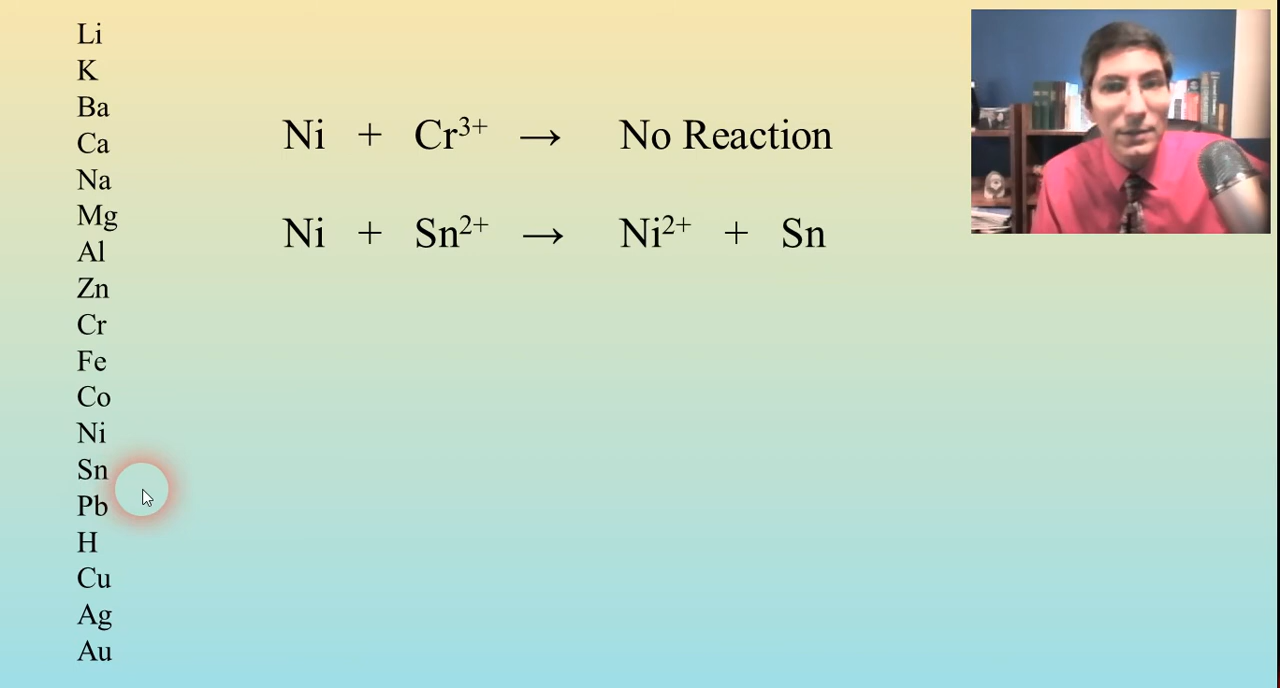 Li
K
Ba
Ca
Na
Mg
Al
Zn
Cr
Fe
Co
Ni
Sn
Pb
H
Cu
Ag
Au
Ni + Cr³⁺ → No Reaction
Ni + Sn²⁺ → Ni²⁺ + Sn